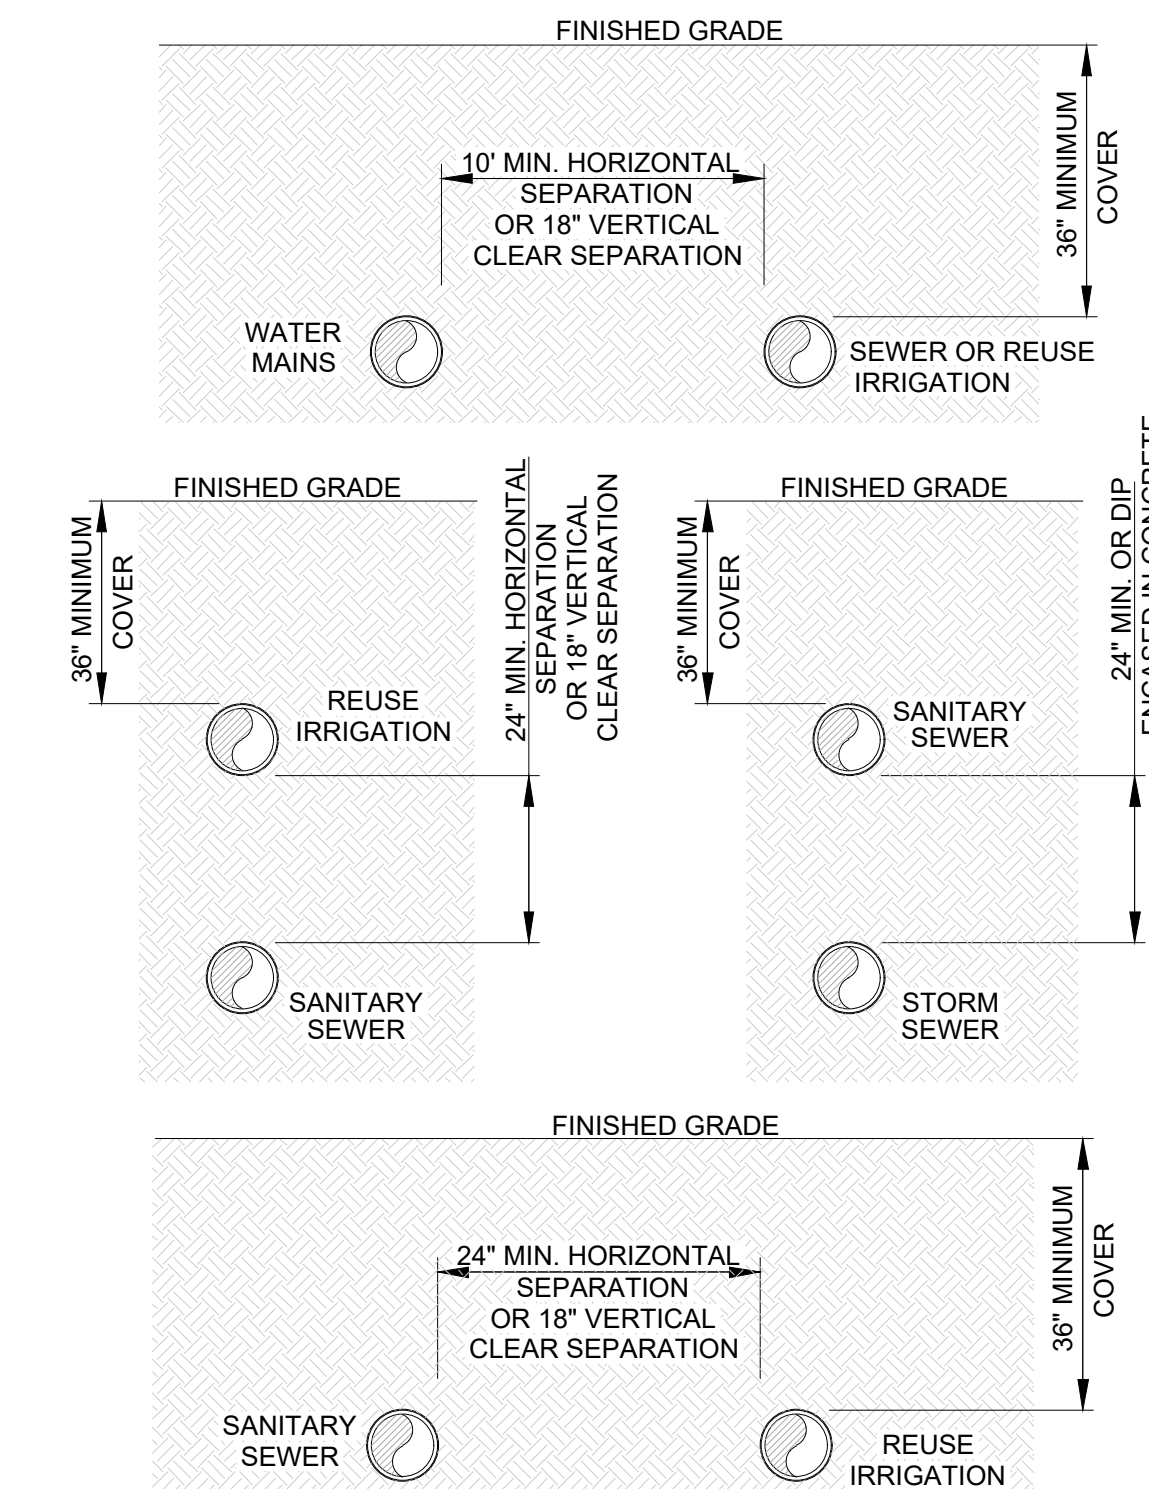 FINISHED GRADE
10' MIN. HORIZONTAL
SEPARATION
OR 18" VERTICAL
CLEAR SEPARATION
36" MINIMUM
COVER
WATER
MAINS
SEWER OR REUSE
IRRIGATION
FINISHED GRADE
36" MINIMUM
COVER
REUSE
IRRIGATION
24" MIN. HORIZONTAL
SEPARATION
OR 18" VERTICAL
CLEAR SEPARATION
SANITARY
SEWER
FINISHED GRADE
36" MINIMUM
COVER
SANITARY
SEWER
24" MIN. OR DIP
ENCASED IN CONCRETE
STORM
SEWER
FINISHED GRADE
24" MIN. HORIZONTAL
SEPARATION
OR 18" VERTICAL
CLEAR SEPARATION
36" MINIMUM
COVER
SANITARY
SEWER
REUSE
IRRIGATION